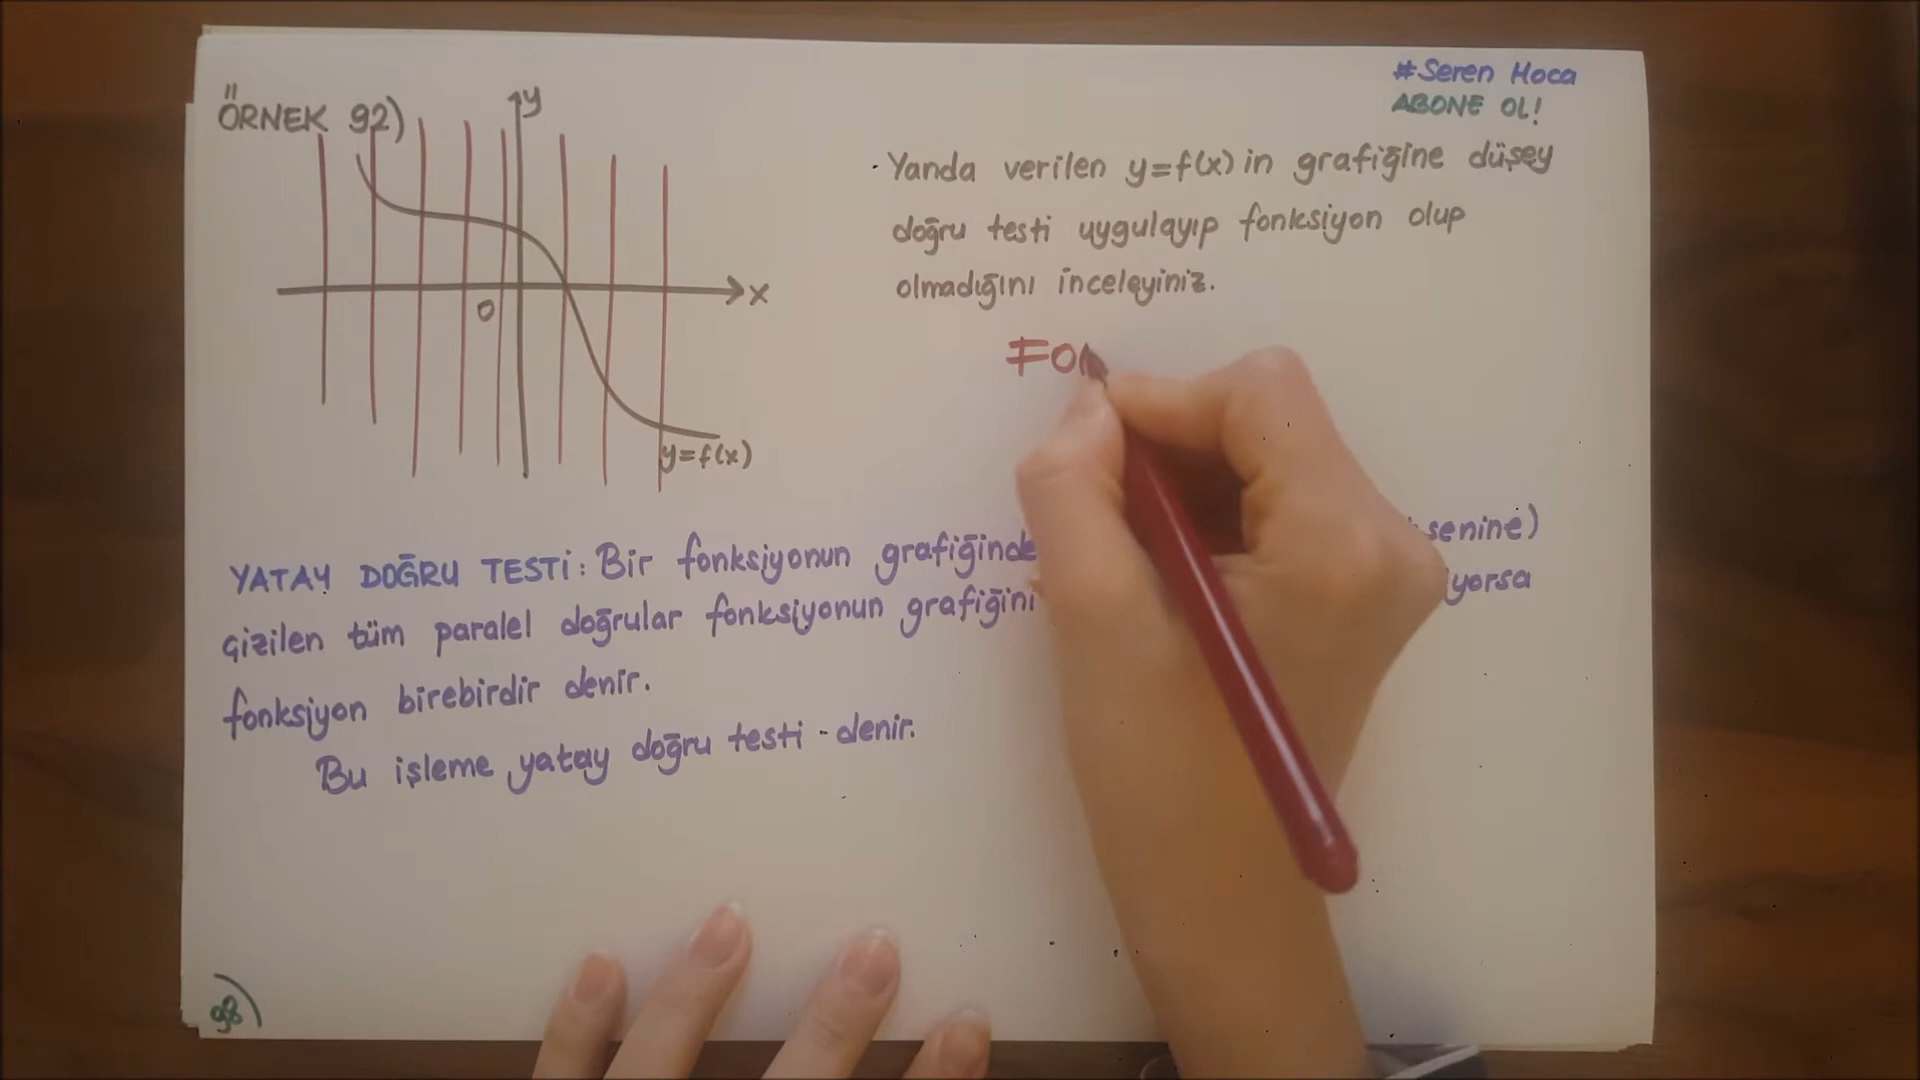 ÖRNEK 92)
y
x
0
y=f(x)
#Seren Hoca
ABONE OL!
· Yanda verilen y=f(x) in grafiğine düşey
doğru testi uygulayıp fonksiyon olup
olmadığını inceleyiniz.
FON
YATAY DOĞRU TESTİ: Bir fonksiyonun grafiğinde senine)
çizilen tüm paralel doğrular fonksiyonun grafiğini yorsa
fonksiyon birebirdir denir.
Bu işleme yatay doğru testi denir.
98